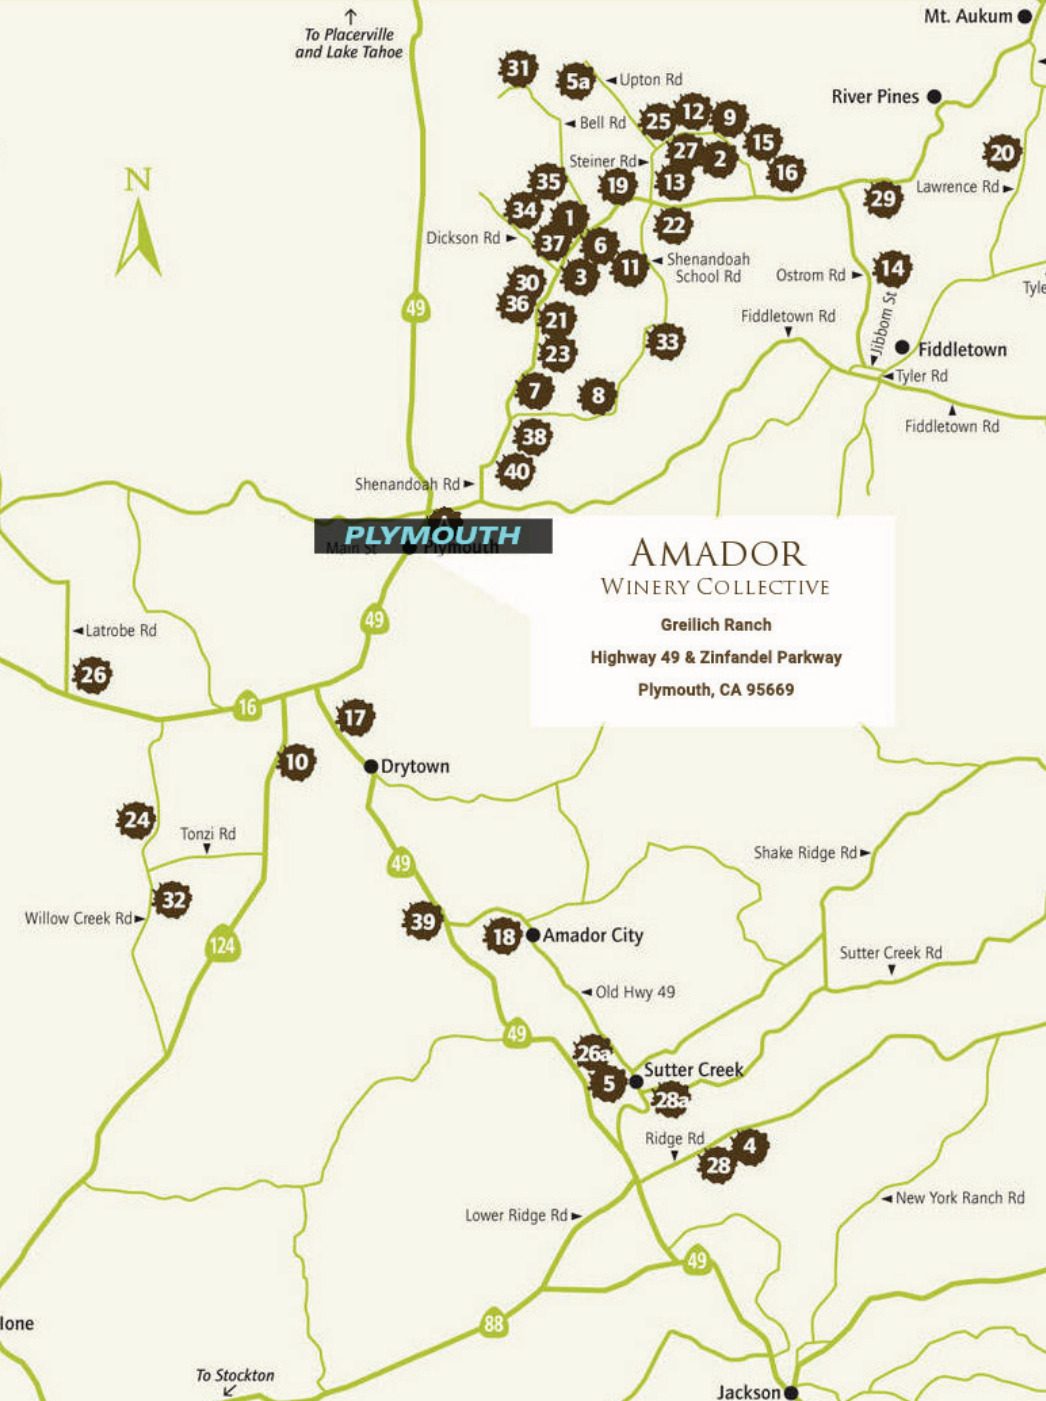 ↑
To Placerville
and Lake Tahoe
Mt. Aukum
31
5a
Upton Rd
River Pines
Bell Rd
25
12
9
15
20
Steiner Rd
27
2
16
13
35
19
29
Lawrence Rd
N
34
1
22
Dickson Rd
37
6
11
Shenandoah
School Rd
3
Ostrom Rd
14
30
36
49
21
Fiddletown Rd
Jibbom St
33
23
Fiddletown
Tyler Rd
7
8
Fiddletown Rd
38
40
Shenandoah Rd
A
PLYMOUTH
Main St
Plymouth
AMADOR
WINERY COLLECTIVE
Greilich Ranch
Highway 49 & Zinfandel Parkway
Plymouth, CA 95669
49
Latrobe Rd
26
16
17
10
Drytown
24
Tonzi Rd
49
Shake Ridge Rd
32
Willow Creek Rd
39
18
Amador City
124
Sutter Creek Rd
Old Hwy 49
49
26a
Sutter Creek
5
28a
Ridge Rd
4
28
New York Ranch Rd
Lower Ridge Rd
49
88
Ione
To Stockton
↙
Jackson